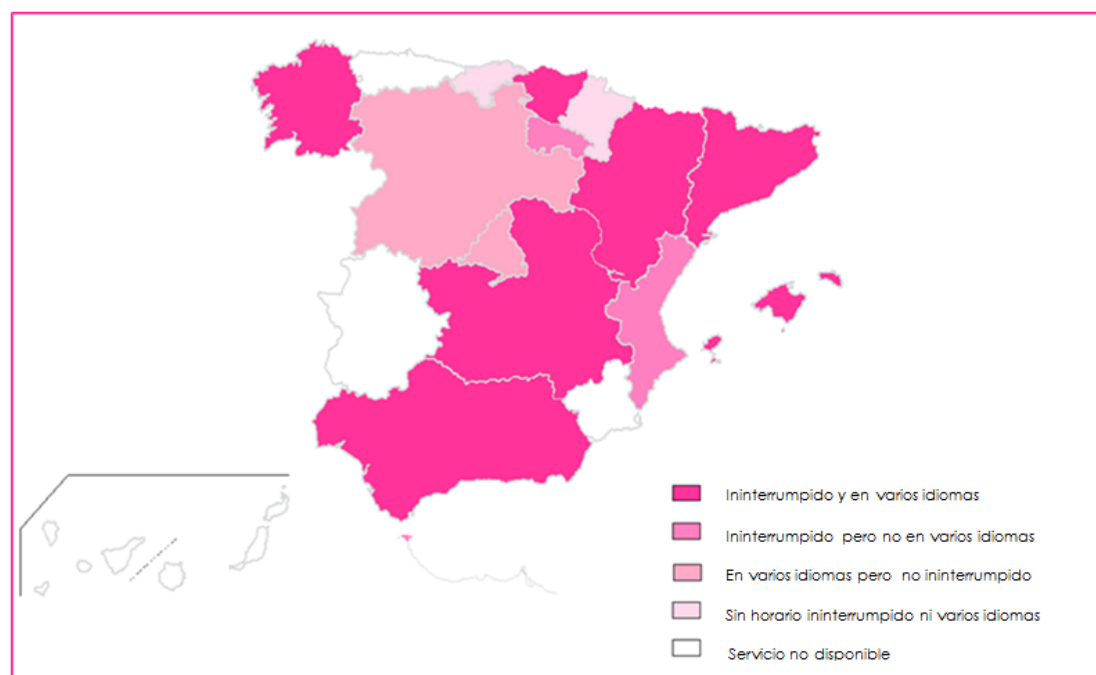 Ininterrumpido y en varios idiomas
Ininterrumpido pero no en varios idiomas
En varios idiomas pero no ininterrumpido
Sin horario ininterrumpido ni varios idiomas
Servicio no disponible